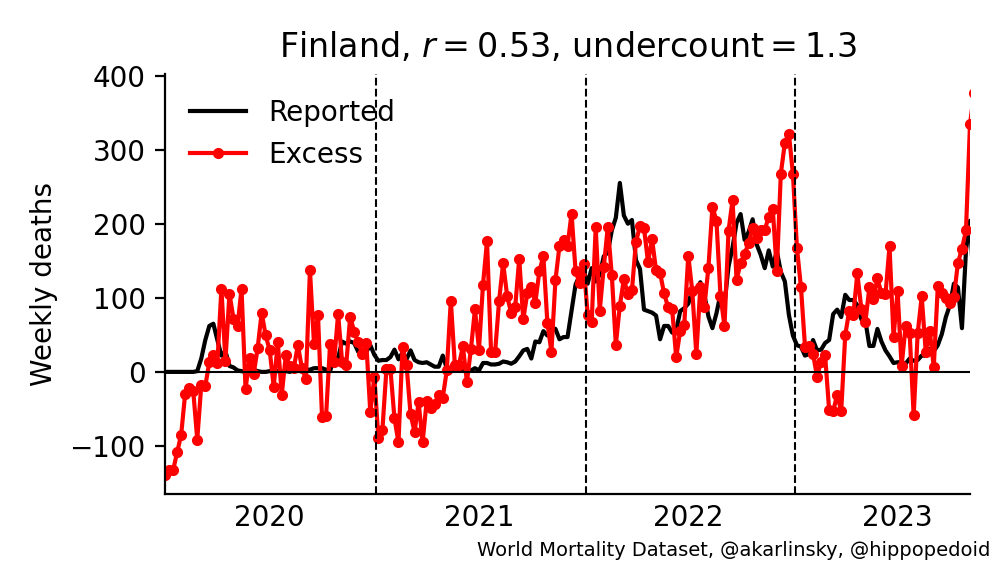 Finland, r = 0.53, undercount = 1.3
400
300
200
100
0
−100
Weekly deaths
Reported
Excess
2020 2021 2022 2023
World Mortality Dataset, @akarlinsky, @hippopedoid